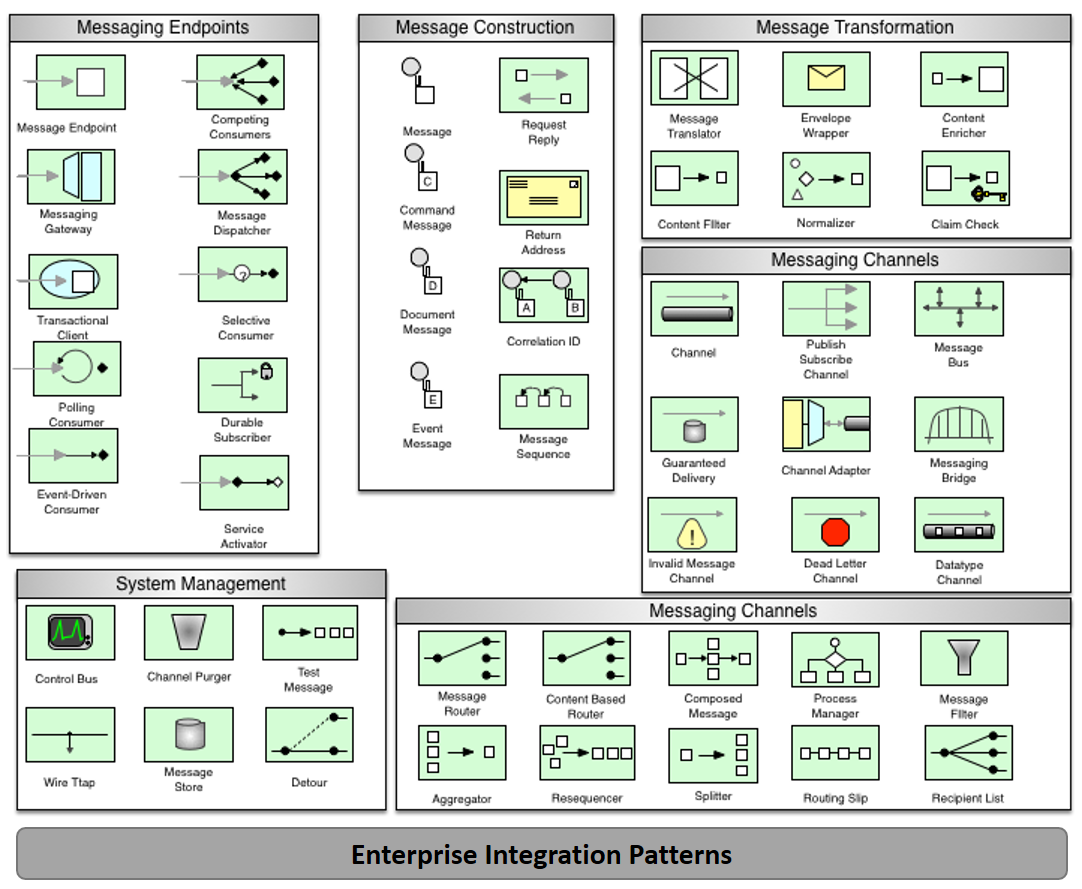 Messaging Endpoints
Message Endpoint
Competing
Consumers
Messaging
Gateway
Message
Dispatcher
Transactional
Client
?
Selective
Consumer
Polling
Consumer
Durable
Subscriber
Event-Driven
Consumer
Service
Activator
Message Construction
Message
Request
Reply
C
Command
Message
Return
Address
D
Document
Message
A
B
Correlation ID
E
Event
Message
Message
Sequence
Message Transformation
Message
Translator
Envelope
Wrapper
Content
Enricher
Content FIlter
Normalizer
Claim Check
Messaging Channels
Channel
Publish
Subscribe
Channel
Message
Bus
Guaranteed
Delivery
Channel Adapter
Messaging
Bridge
!
Invalid Message
Channel
Dead Letter
Channel
Datatype
Channel
System Management
Control Bus
Channel Purger
Test
Message
Wire Ttap
Message
Store
Detour
Messaging Channels
Message
Router
Content Based
Router
Composed
Message
Process
Manager
Message
FIlter
Aggregator
Resequencer
Splitter
Routing Slip
Recipient List
Enterprise Integration Patterns